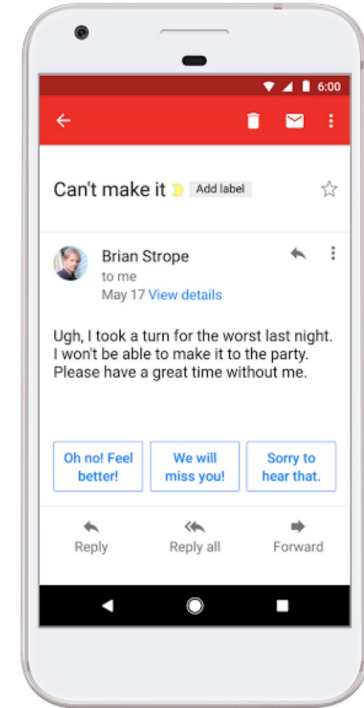 6:00
Can't make it Add label
Brian Strope
to me
May 17 View details
Ugh, I took a turn for the worst last night.
I won't be able to make it to the party.
Please have a great time without me.
Oh no! Feel We will Sorry to
better! miss you! hear that.
Reply Reply all Forward